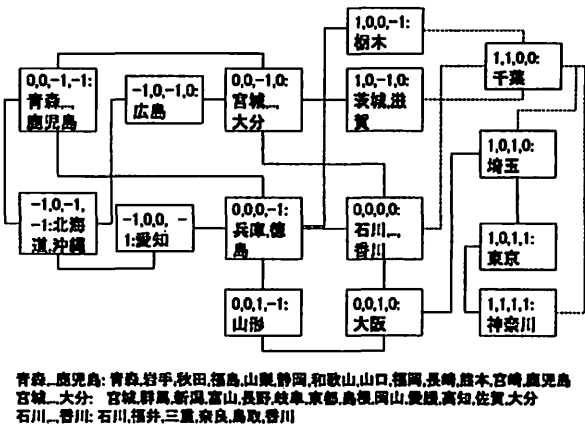 1,0,0,-1:
栃木
1,1,0,0:
千葉
0,0,-1,-1:
青森,..,
鹿児島
-1,0,-1,0:
広島
0,0,-1,0:
宮城,..,
大分
1,0,-1,0:
茨城,滋
賀
1,0,1,0:
埼玉
-1,0,-1,
-1:北海
道,沖縄
-1,0,0, -
1:愛知
0,0,0,-1:
兵庫,徳
島
0,0,0,0:
石川,..,
香川
1,0,1,1:
東京
0,0,1,-1:
山形
0,0,1,0:
大阪
1,1,1,1:
神奈川
青森,..鹿児島: 青森,岩手,秋田,福島,山梨,静岡,和歌山,山口,福岡,長崎,熊本,宮崎,鹿児島
宮城,..大分: 宮城,群馬,新潟,富山,長野,岐阜,京都,島根,岡山,愛媛,高知,佐賀,大分
石川,..香川: 石川,福井,三重,奈良,鳥取,香川